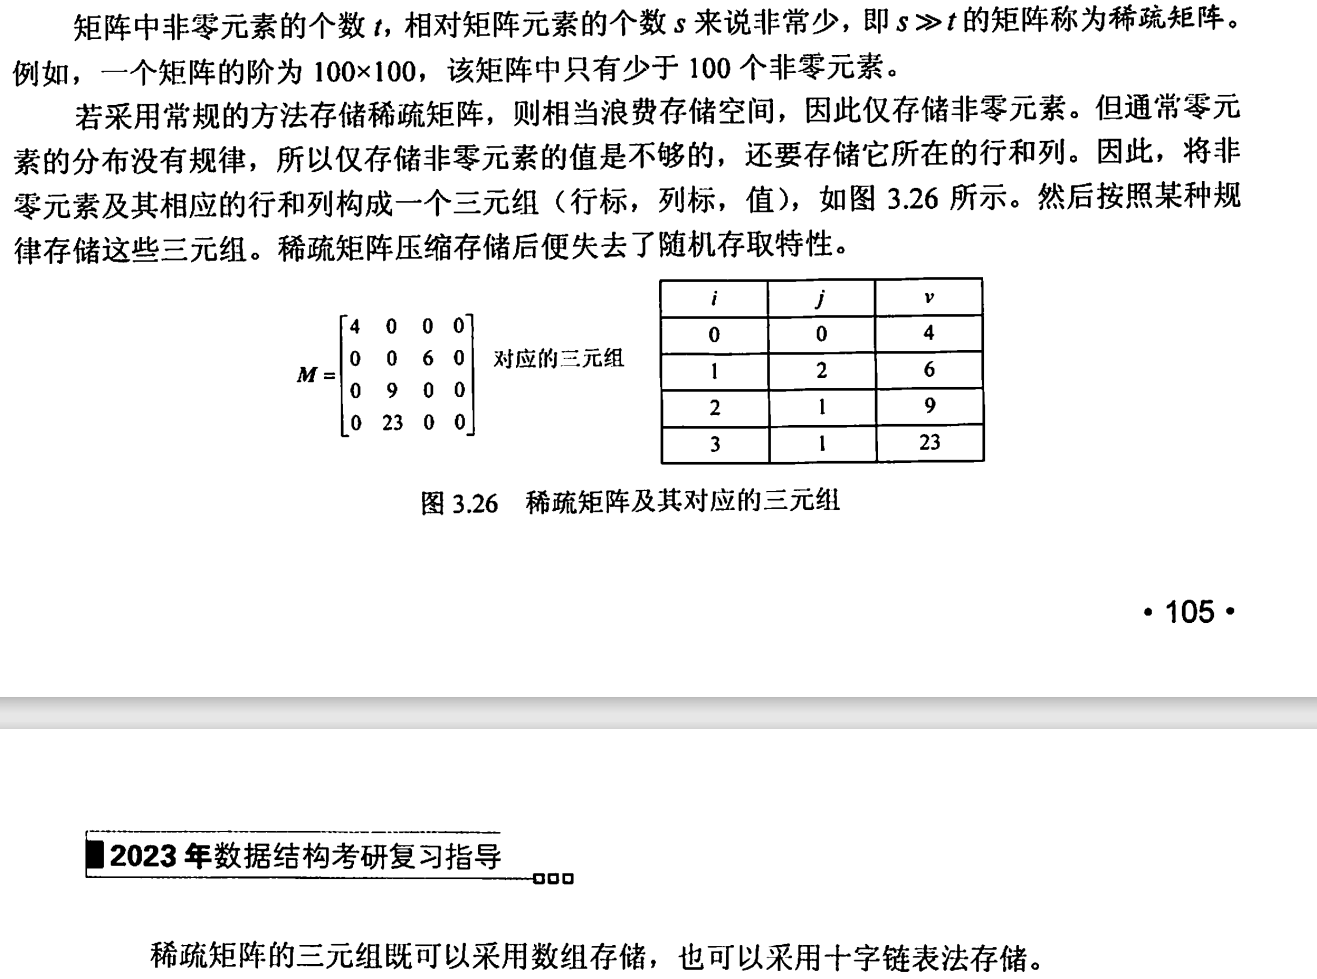 矩阵中非零元素的个数 t，相对矩阵元素的个数 s 来说非常少，即 s≫t 的矩阵称为稀疏矩阵。
例如，一个矩阵的阶为 100×100，该矩阵中只有少于 100 个非零元素。
若采用常规的方法存储稀疏矩阵，则相当浪费存储空间，因此仅存储非零元素。但通常零元
素的分布没有规律，所以仅存储非零元素的值是不够的，还要存储它所在的行和列。因此，将非
零元素及其相应的行和列构成一个三元组（行标，列标，值），如图 3.26 所示。然后按照某种规
律存储这些三元组。稀疏矩阵压缩存储后便失去了随机存取特性。
4 0 0 0
0 0 6 0
M =
0 9 0 0
0 23 0 0
对应的三元组
i j v
0 0 4
1 2 6
2 1 9
3 1 23
图 3.26 稀疏矩阵及其对应的三元组
• 105 •
2023 年数据结构考研复习指导
稀疏矩阵的三元组既可以采用数组存储，也可以采用十字链表法存储。